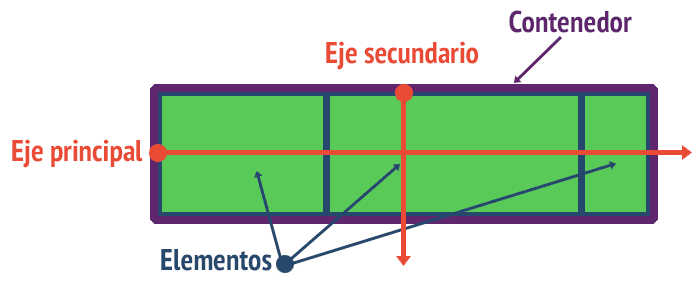 Contenedor
Eje secundario
Eje principal
Elementos